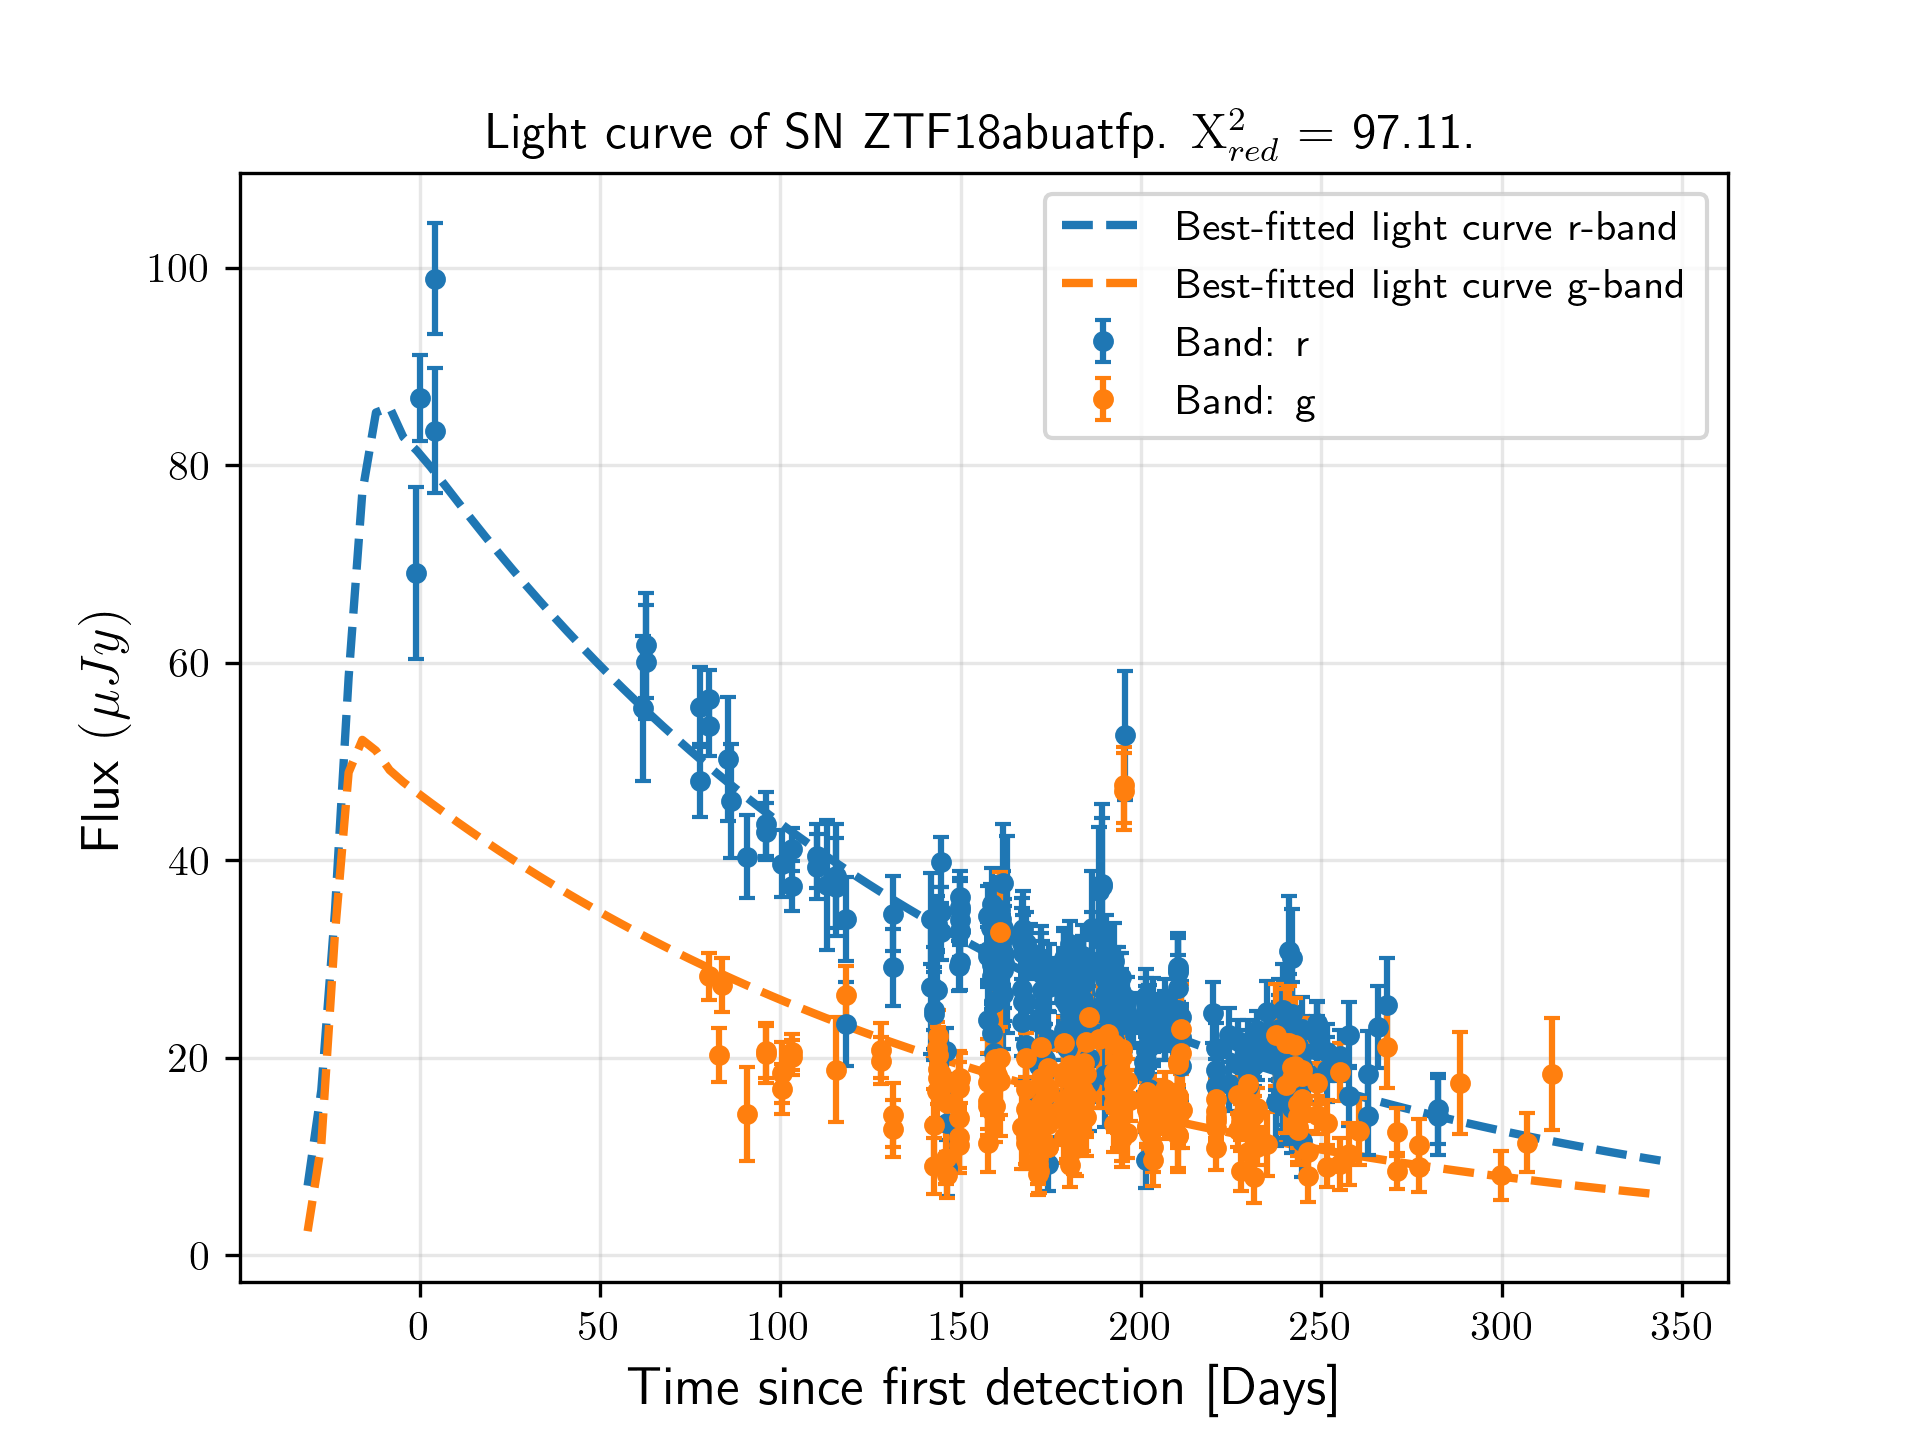 Light curve of SN ZTF18abuatfp. X²_red = 97.11.
Best-fitted light curve r-band
Best-fitted light curve g-band
Band: r
Band: g
Flux (μJy)
100
80
60
40
20
0
0 50 100 150 200 250 300 350
Time since first detection [Days]